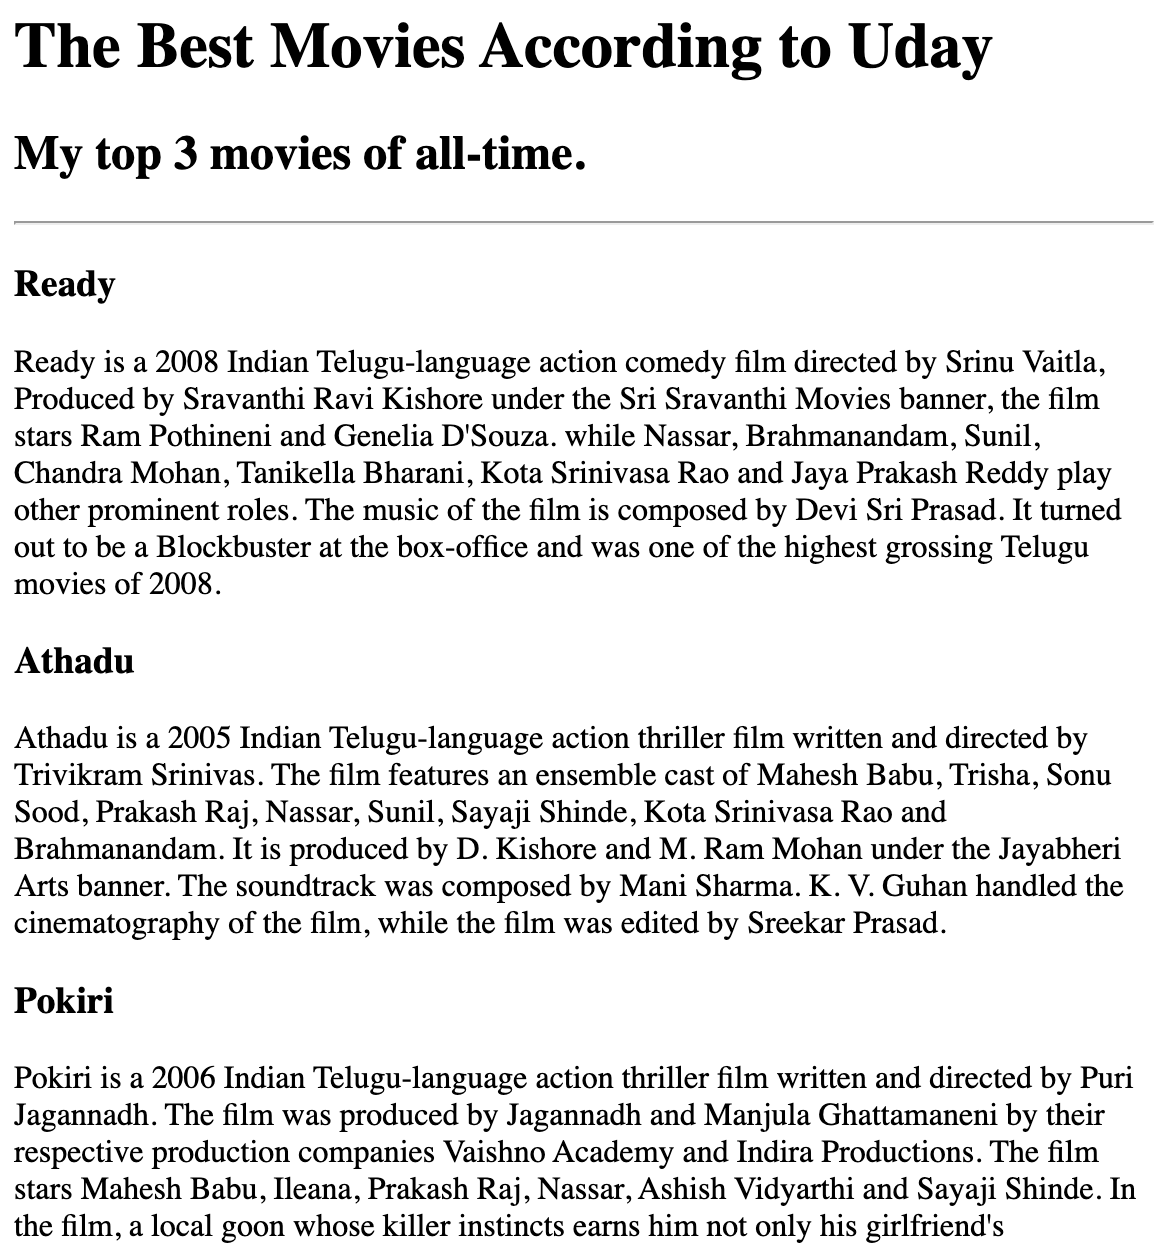 The Best Movies According to Uday
My top 3 movies of all-time.
Ready
Ready is a 2008 Indian Telugu-language action comedy film directed by Srinu Vaitla,
Produced by Sravanthi Ravi Kishore under the Sri Sravanthi Movies banner, the film
stars Ram Pothineni and Genelia D'Souza. while Nassar, Brahmanandam, Sunil,
Chandra Mohan, Tanikella Bharani, Kota Srinivasa Rao and Jaya Prakash Reddy play
other prominent roles. The music of the film is composed by Devi Sri Prasad. It turned
out to be a Blockbuster at the box-office and was one of the highest grossing Telugu
movies of 2008.
Athadu
Athadu is a 2005 Indian Telugu-language action thriller film written and directed by
Trivikram Srinivas. The film features an ensemble cast of Mahesh Babu, Trisha, Sonu
Sood, Prakash Raj, Nassar, Sunil, Sayaji Shinde, Kota Srinivasa Rao and
Brahmanandam. It is produced by D. Kishore and M. Ram Mohan under the Jayabheri
Arts banner. The soundtrack was composed by Mani Sharma. K. V. Guhan handled the
cinematography of the film, while the film was edited by Sreekar Prasad.
Pokiri
Pokiri is a 2006 Indian Telugu-language action thriller film written and directed by Puri
Jagannadh. The film was produced by Jagannadh and Manjula Ghattamaneni by their
respective production companies Vaishno Academy and Indira Productions. The film
stars Mahesh Babu, Ileana, Prakash Raj, Nassar, Ashish Vidyarthi and Sayaji Shinde. In
the film, a local goon whose killer instincts earns him not only his girlfriend's